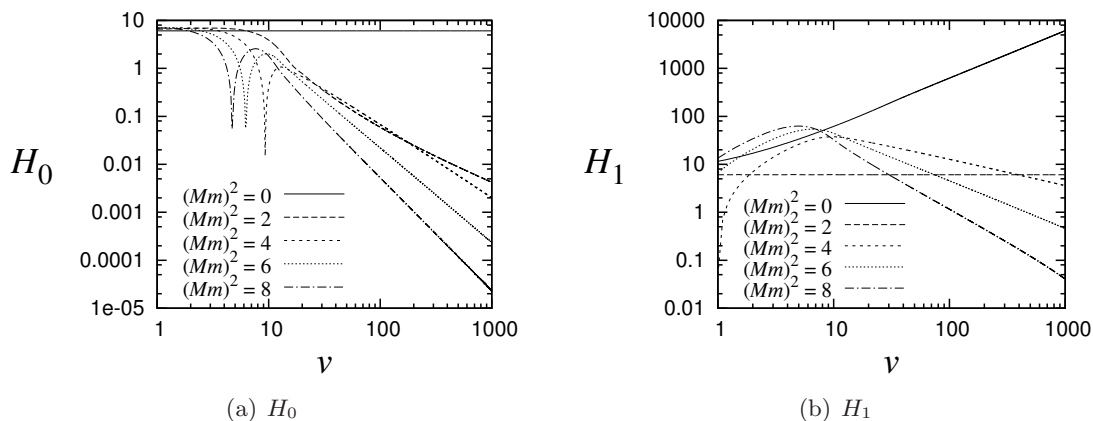 10
1
0.1
0.01
0.001
0.0001
1e-05
H₀
(Mm)² = 0
(Mm)² = 2
(Mm)² = 4
(Mm)² = 6
(Mm)² = 8
1 10 100 1000
v
(a) H₀
10000
1000
100
10
1
0.1
0.01
H₁
(Mm)² = 0
(Mm)² = 2
(Mm)² = 4
(Mm)² = 6
(Mm)² = 8
1 10 100 1000
v
(b) H₁